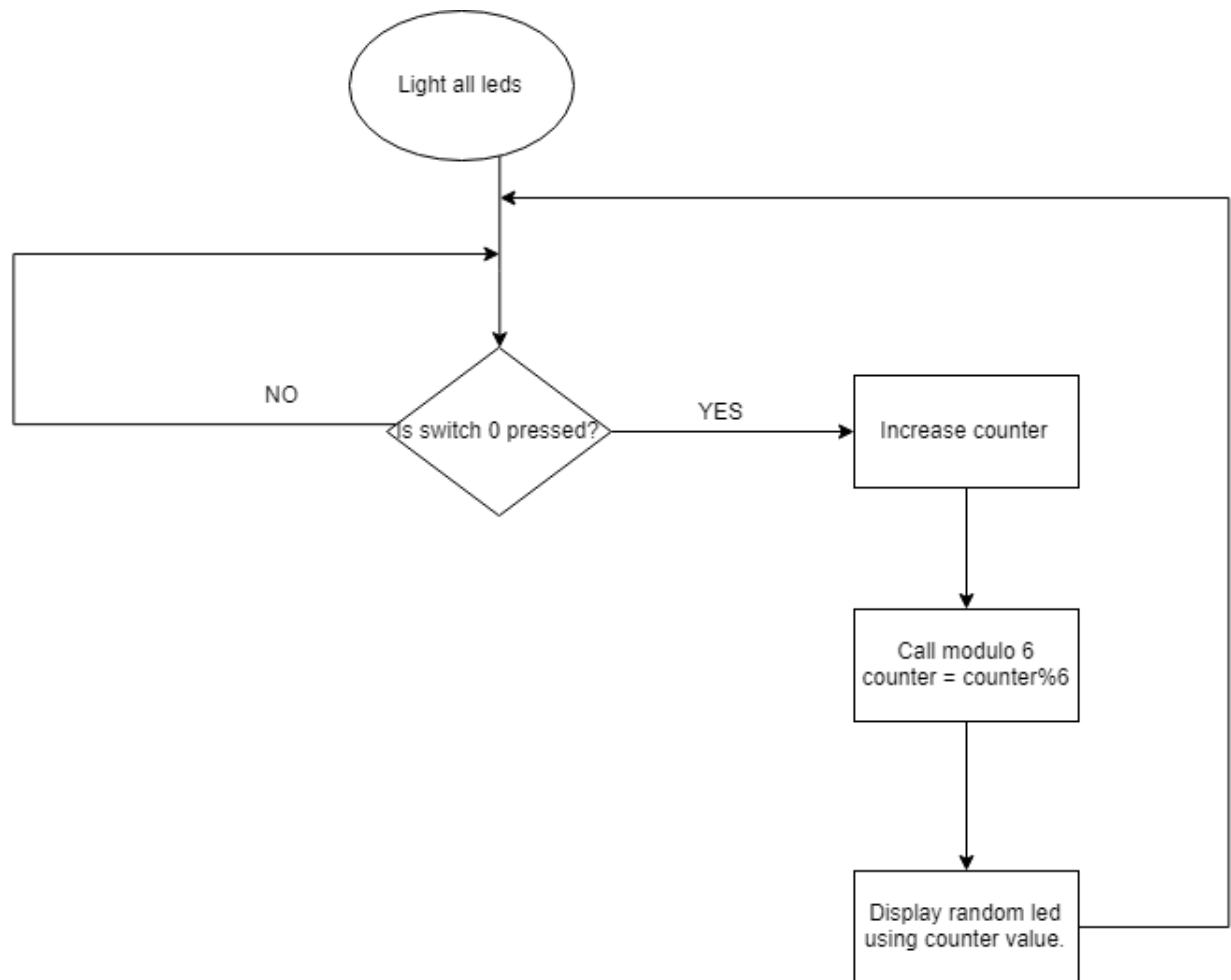 Light all leds
NO
Is switch 0 pressed?
YES
Increase counter
Call modulo 6
counter = counter%6
Display random led
using counter value.